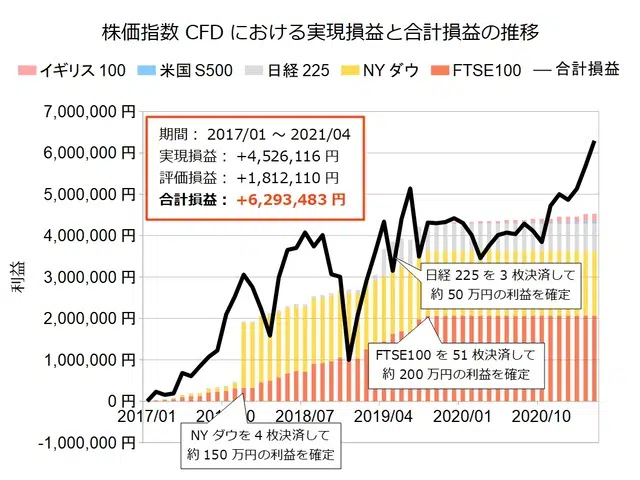 株価指数 CFD における実現損益と合計損益の推移
イギリス 100 米国 S500 日経 225 NY ダウ FTSE100 合計損益
7,000,000 円
6,000,000 円
5,000,000 円
4,000,000 円
3,000,000 円
2,000,000 円
1,000,000 円
0 円
-1,000,000 円
利益
期間： 2017/01 ～ 2021/04
実現損益： +4,526,116 円
評価損益： +1,812,110 円
合計損益： +6,293,483 円
日経 225 を 3 枚決済して
約 50 万円の利益を確定
FTSE100 を 51 枚決済して
約 200 万円の利益を確定
2017/01 2018/07 2019/04 2020/01 2020/10
NY ダウを 4 枚決済して
約 150 万円の利益を確定